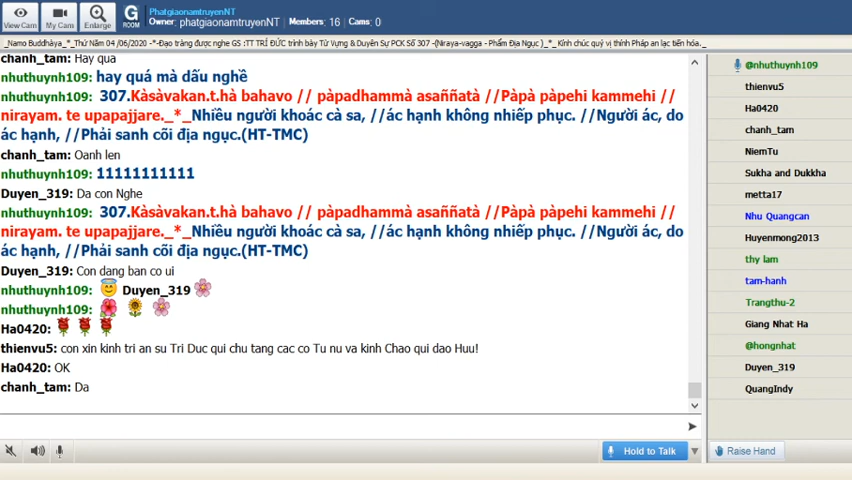 View Cam
My Cam
Enlarge
G ROOM
PhatgiaonamtruyenNT
Owner: phatgiaonamtruyenNT Members: 16 Cams: 0
_Namo Buddhàya_*_Thứ Năm 04 /06/2020 -*-Đạo tràng được nghe GS :TT TRÍ ĐỨC trình bày Từ Vựng & Duyên Sự PCK Số 307 -(Niraya-vagga - Phẩm Địa Ngục )_*_ Kính chúc quý vị thính Pháp an lạc tiến hóa._
chanh_tam: Hay qua
nhuthuynh109: hay quá mà dấu nghề
nhuthuynh109: 307.Kàsàvakan.t.hà bahavo // pàpadhammà asaññatà //Pàpà pàpehi kammehi //
nirayam. te upapajjare._*_Nhiều người khoác cà sa, //ác hạnh không nhiếp phục. //Người ác, do
ác hạnh, //Phải sanh cõi địa ngục.(HT-TMC)
chanh_tam: Oanh len
nhuthuynh109: 11111111111
Duyen_319: Da con Nghe
nhuthuynh109: 307.Kàsàvakan.t.hà bahavo // pàpadhammà asaññatà //Pàpà pàpehi kammehi //
nirayam. te upapajjare._*_Nhiều người khoác cà sa, //ác hạnh không nhiếp phục. //Người ác, do
ác hạnh, //Phải sanh cõi địa ngục.(HT-TMC)
Duyen_319: Con dang ban co ui
nhuthuynh109: Duyen_319
nhuthuynh109:
Ha0420:
thienvu5: con xin kinh tri an su Tri Duc qui chu tang cac co Tu nu va kinh Chao qui dao Huu!
Ha0420: OK
chanh_tam: Da
@nhuthuynh109
thienvu5
Ha0420
chanh_tam
NiemTu
Sukha and Dukkha
metta17
Nhu Quangcan
Huyenmong2013
thy lam
tam-hanh
Trangthu-2
Giang Nhat Ha
@hongnhat
Duyen_319
QuangIndy
Hold to Talk
Raise Hand